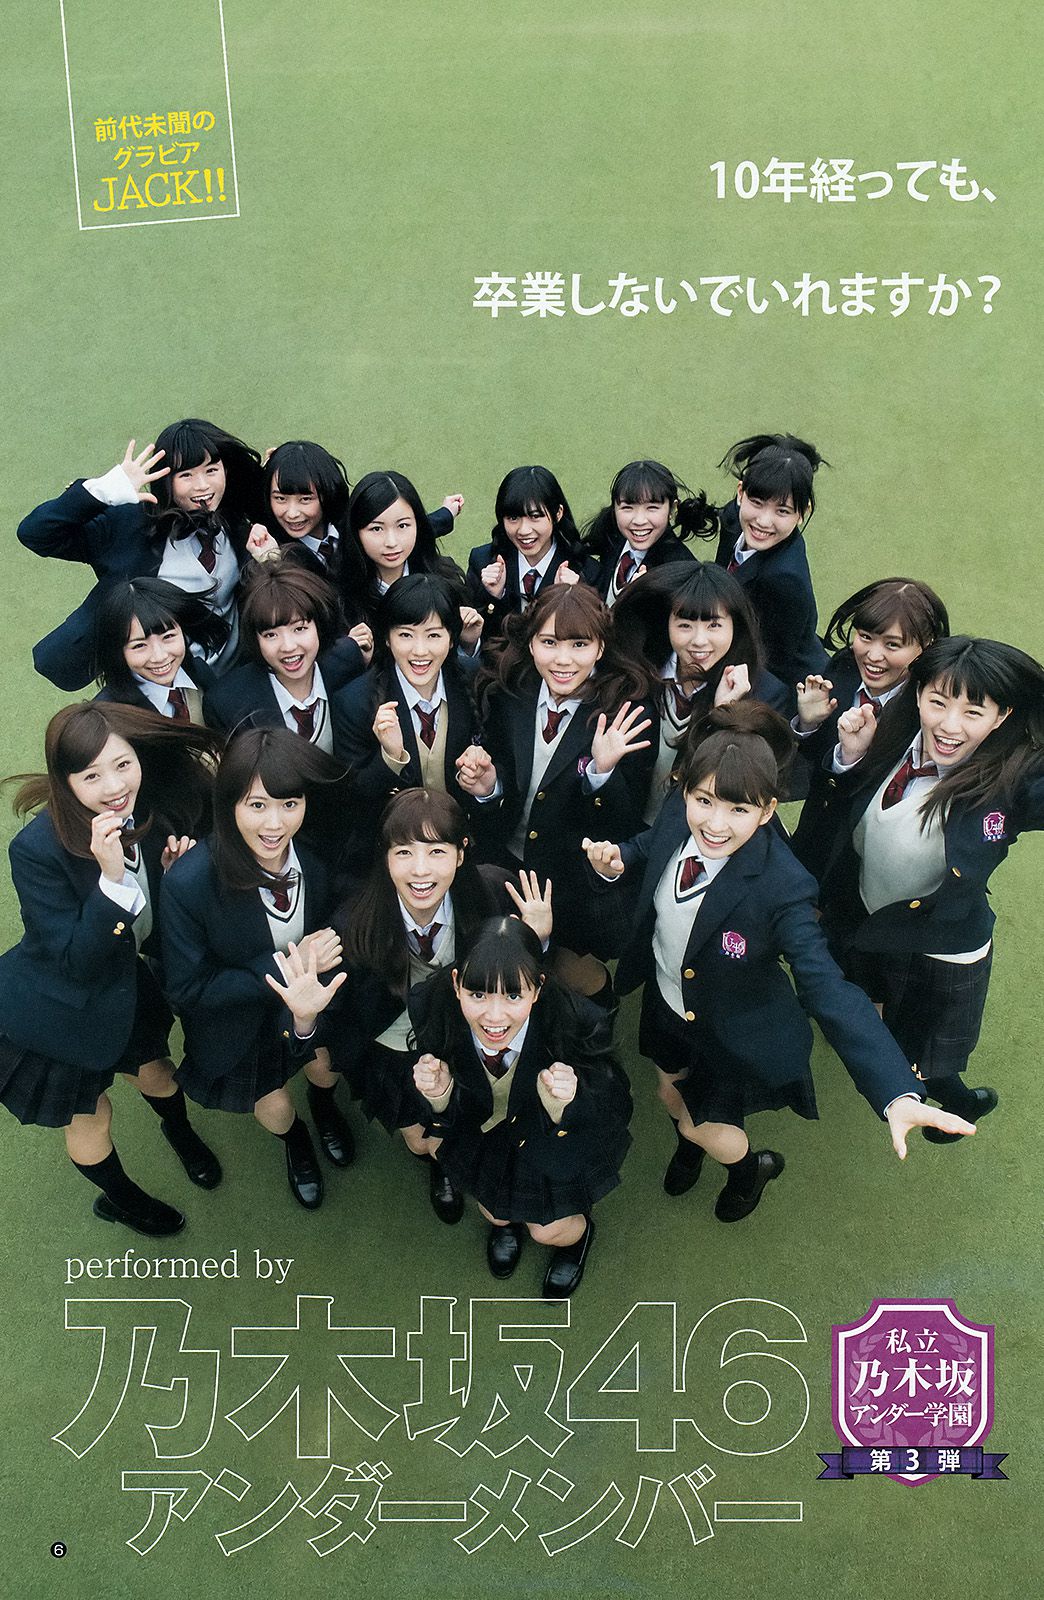 前代未聞の
グラビア
JACK!!
10年経っても、
卒業しないでいれますか?
performed by
乃木坂46
アンダーメンバー
私立
乃木坂
アンダー学園
第3弾
U46
U46
6